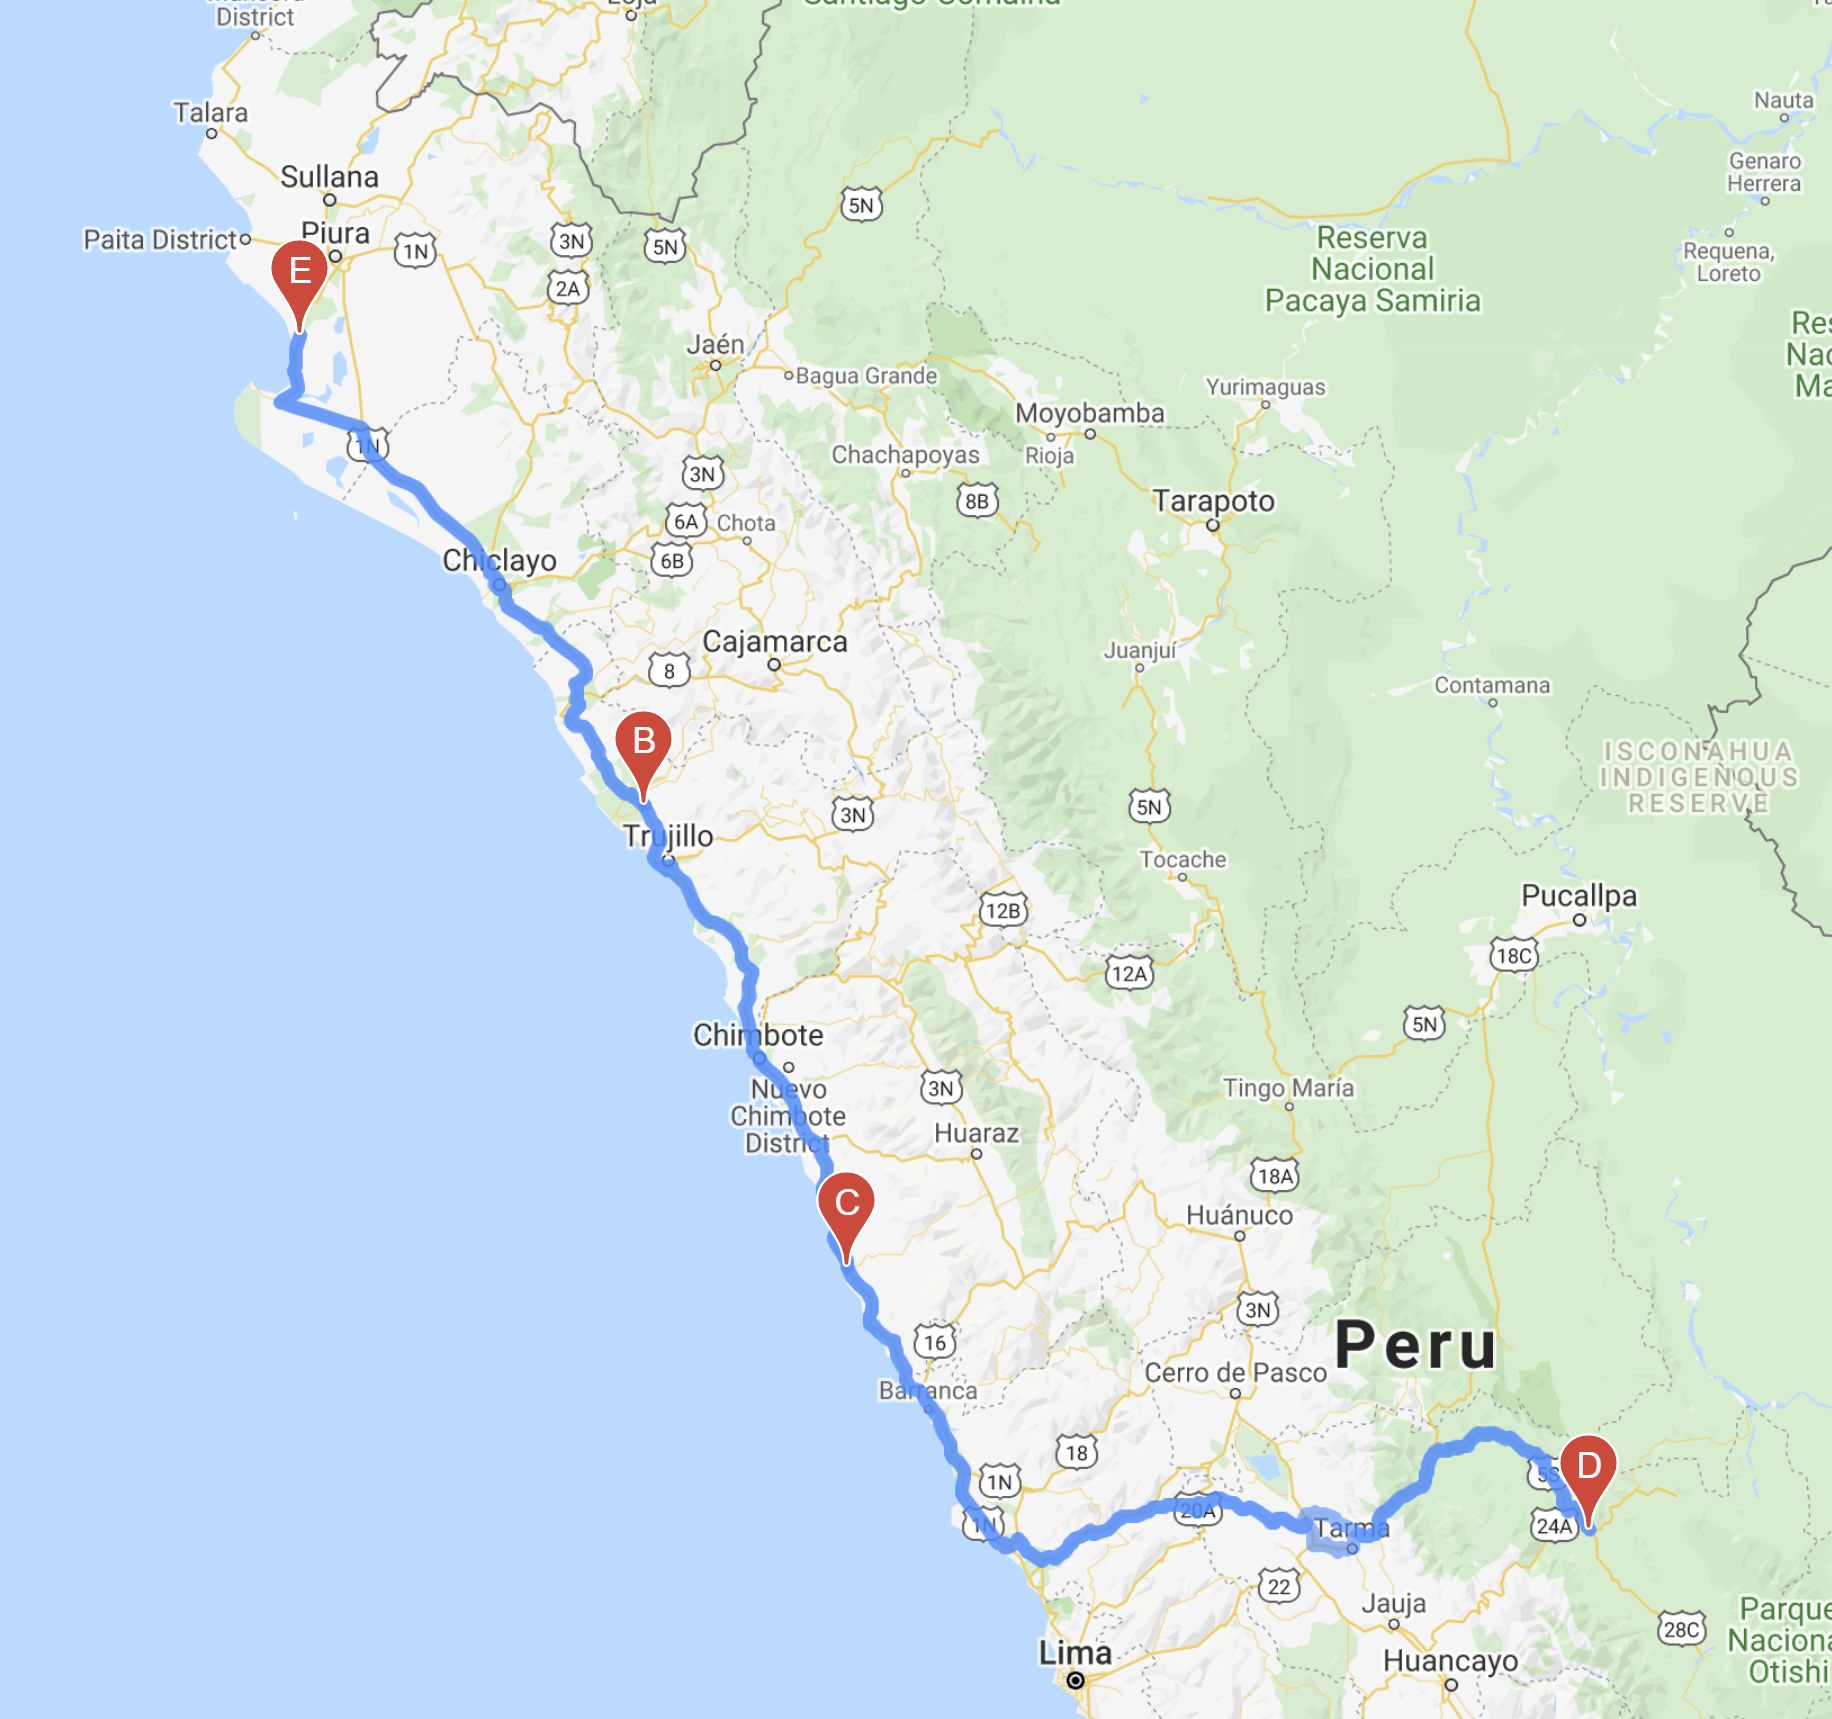 District
Talara
Sullana
Piura
Paita District
E
1N
3N
2A
5N
5N
Nauta
Genaro
Herrera
Requena,
Loreto
Reserva
Nacional
Pacaya Samiria
Jaén
Bagua Grande
Yurimaguas
Moyobamba
Rioja
1N
Chachapoyas
3N
8B
Tarapoto
6A
Chota
6B
Chiclayo
Cajamarca
8
Juanjuí
Contamana
B
ISCONAHUA
INDIGENOUS
RESERVE
3N
5N
Trujillo
Tocache
12B
Pucallpa
18C
12A
5N
Chimbote
Nuevo
Chimbote
District
3N
Tingo María
Huaraz
18A
C
Huánuco
3N
16
Peru
Cerro de Pasco
Barranca
18
1N
D
1N
20A
Tarma
24A
22
Jauja
28C
Parque
Lima
Huancayo
Otishi